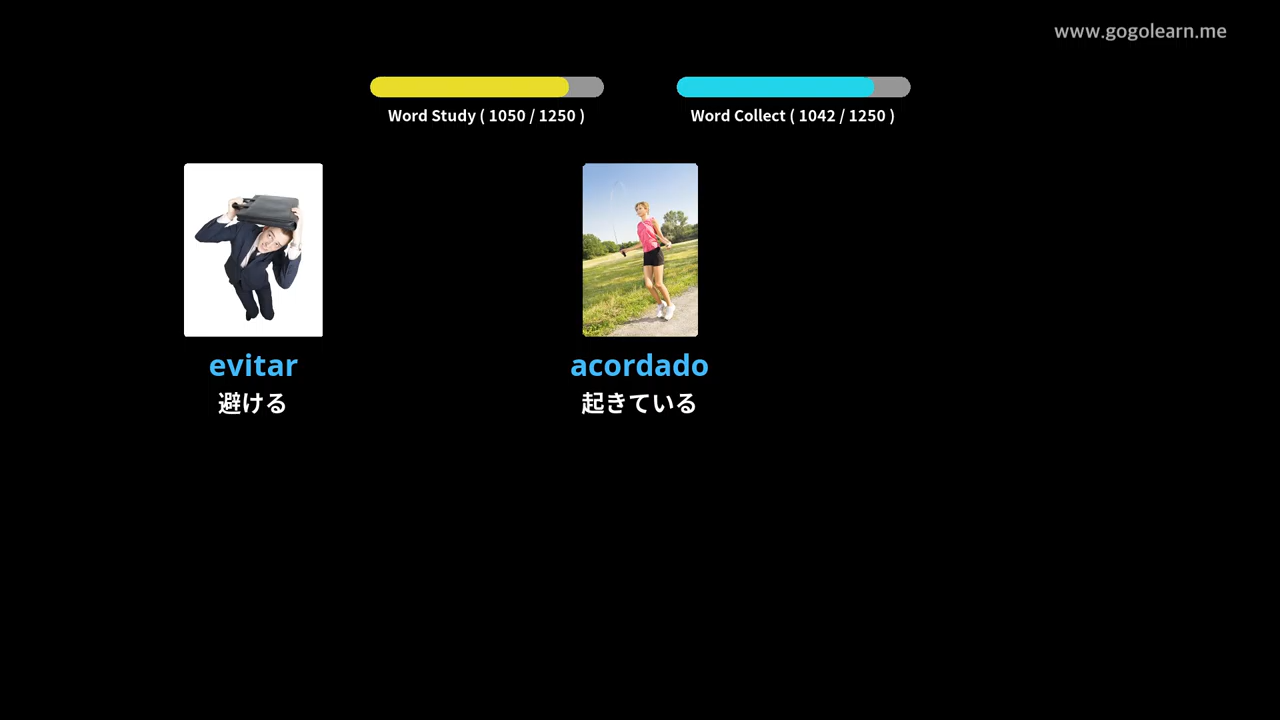 www.gogolearn.me
Word Study ( 1050 / 1250 )
Word Collect ( 1042 / 1250 )
evitar
避ける
acordado
起きている